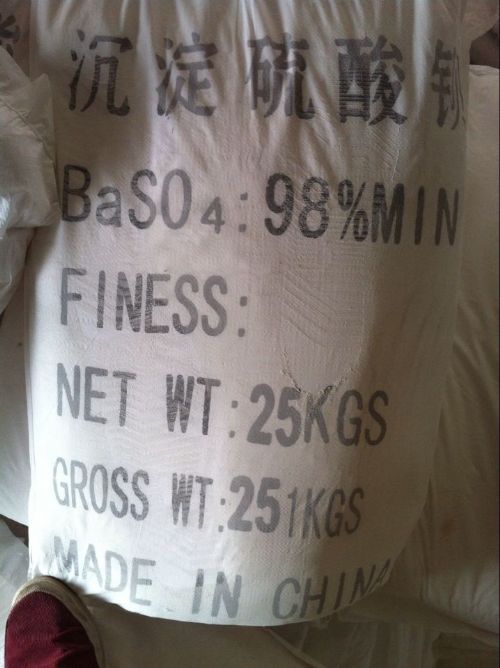 沉淀硫酸钡
BaSO4:98%MIN
FINESS:
NET WT:25KGS
GROSS WT:251KGS
MADE IN CHINA